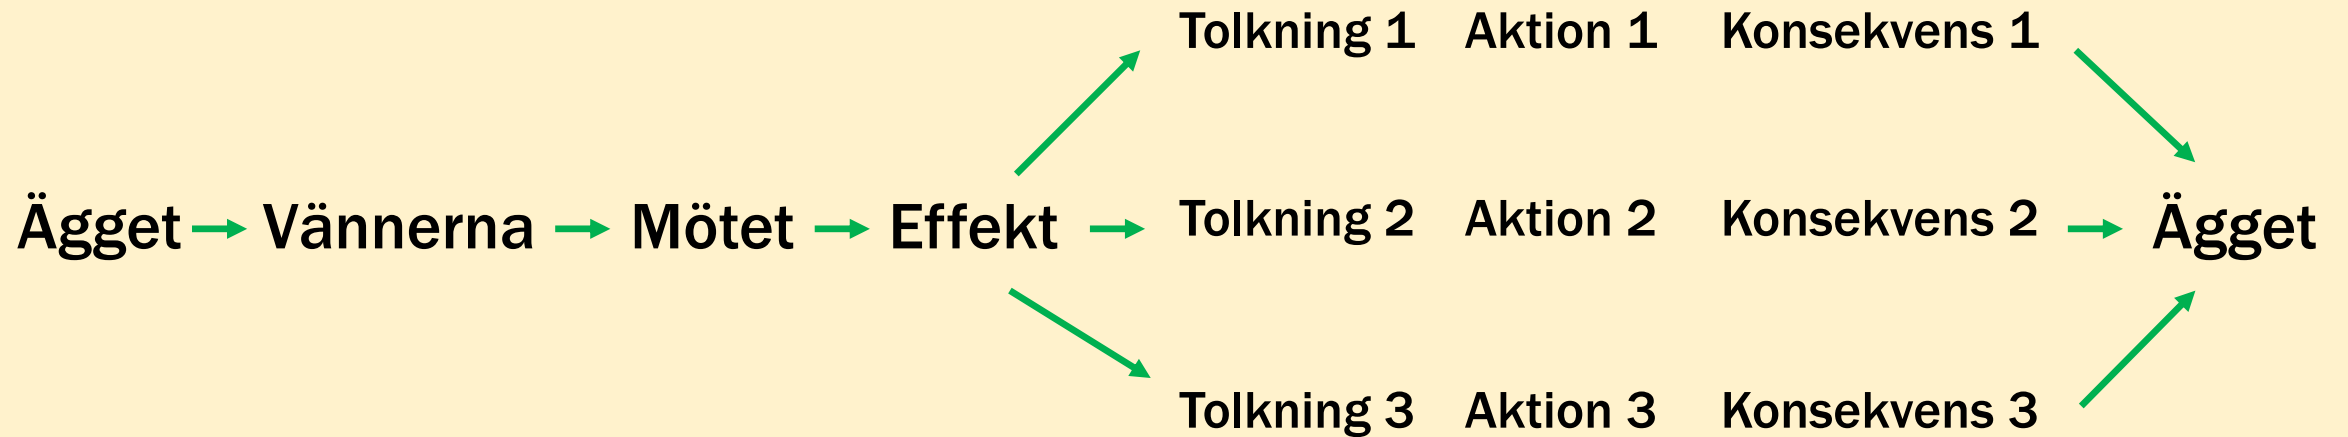 Tolkning 1 Aktion 1 Konsekvens 1
Ägget Vännerna Mötet Effekt Tolkning 2 Aktion 2 Konsekvens 2 Ägget
Tolkning 3 Aktion 3 Konsekvens 3